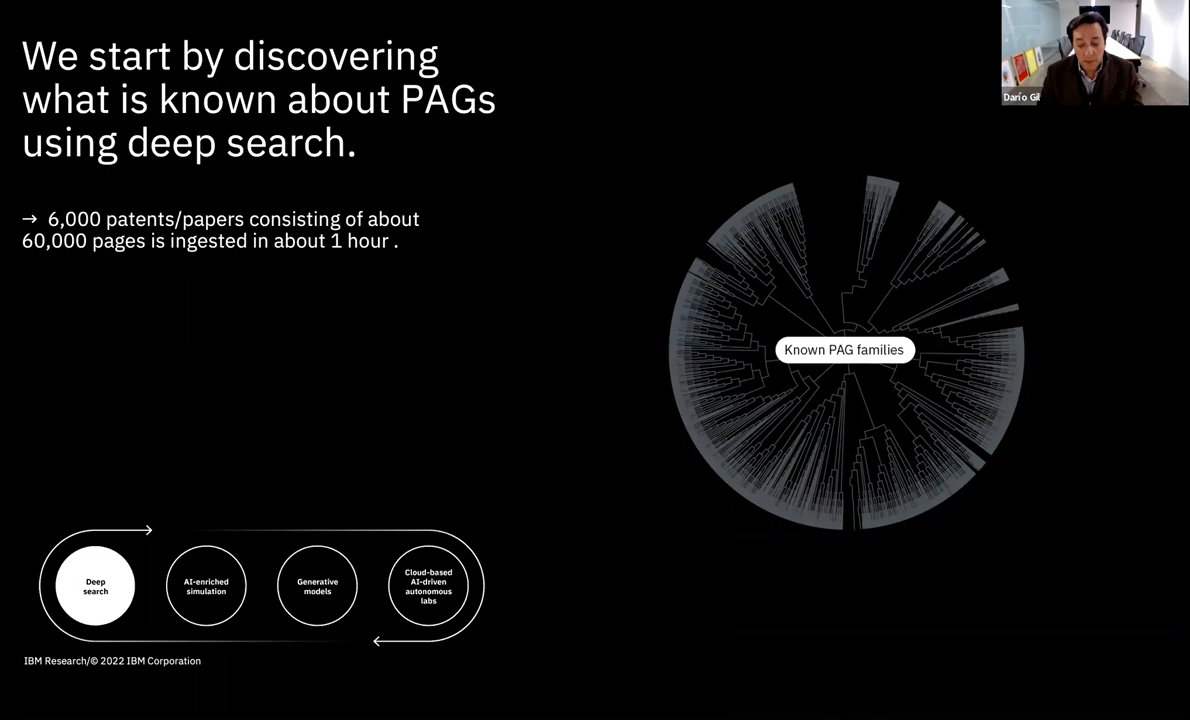 We start by discovering
what is known about PAGs
using deep search.
→ 6,000 patents/papers consisting of about
60,000 pages is ingested in about 1 hour .
Darío Gil
Known PAG families
Deep
search
AI-enriched
simulation
Generative
models
Cloud-based
AI-driven
autonomous
labs
IBM Research/© 2022 IBM Corporation